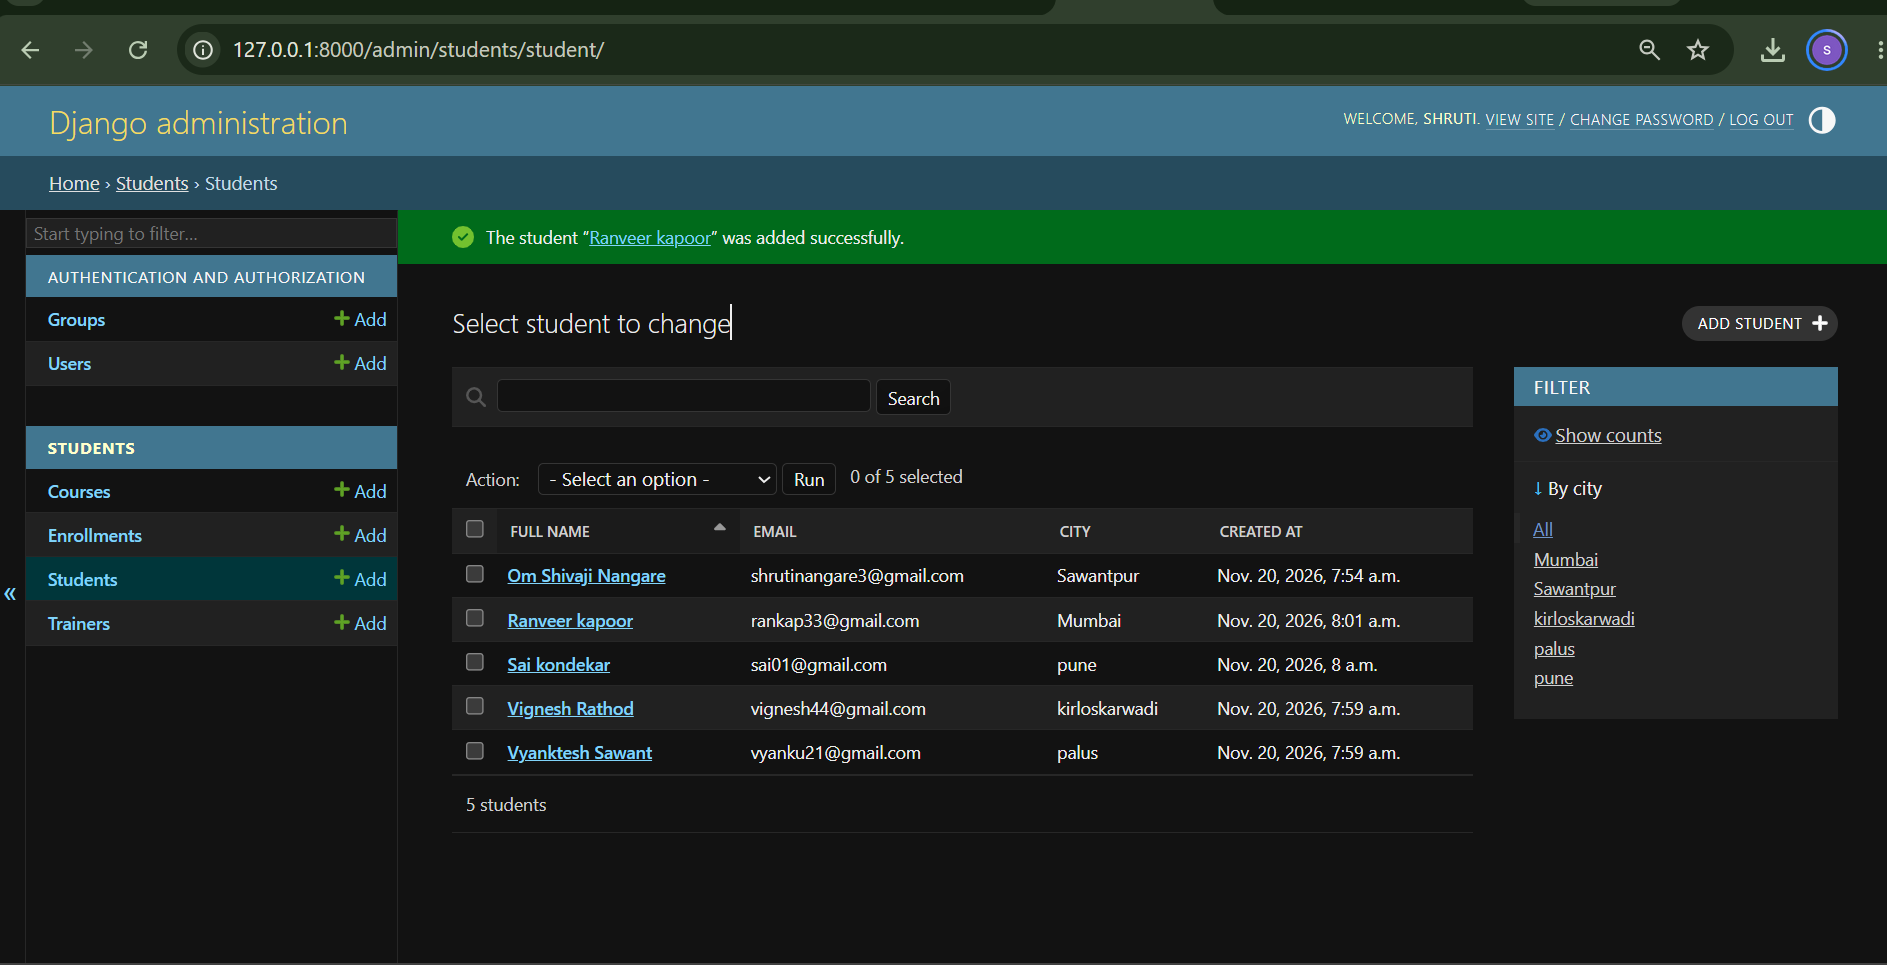 127.0.0.1:8000/admin/students/student/
S
Django administration
WELCOME, SHRUTI. VIEW SITE / CHANGE PASSWORD / LOG OUT
Home › Students › Students
Start typing to filter...
The student “Ranveer kapoor” was added successfully.
AUTHENTICATION AND AUTHORIZATION
Groups + Add
Users + Add
STUDENTS
Courses + Add
Enrollments + Add
Students + Add
Trainers + Add
«
Select student to change
ADD STUDENT +
Search
Action: - Select an option - Run 0 of 5 selected
FULL NAME EMAIL CITY CREATED AT
Om Shivaji Nangare shrutinangare3@gmail.com Sawantpur Nov. 20, 2026, 7:54 a.m.
Ranveer kapoor rankap33@gmail.com Mumbai Nov. 20, 2026, 8:01 a.m.
Sai kondekar sai01@gmail.com pune Nov. 20, 2026, 8 a.m.
Vignesh Rathod vignesh44@gmail.com kirloskarwadi Nov. 20, 2026, 7:59 a.m.
Vyanktesh Sawant vyanku21@gmail.com palus Nov. 20, 2026, 7:59 a.m.
5 students
FILTER
Show counts
↓ By city
All
Mumbai
Sawantpur
kirloskarwadi
palus
pune